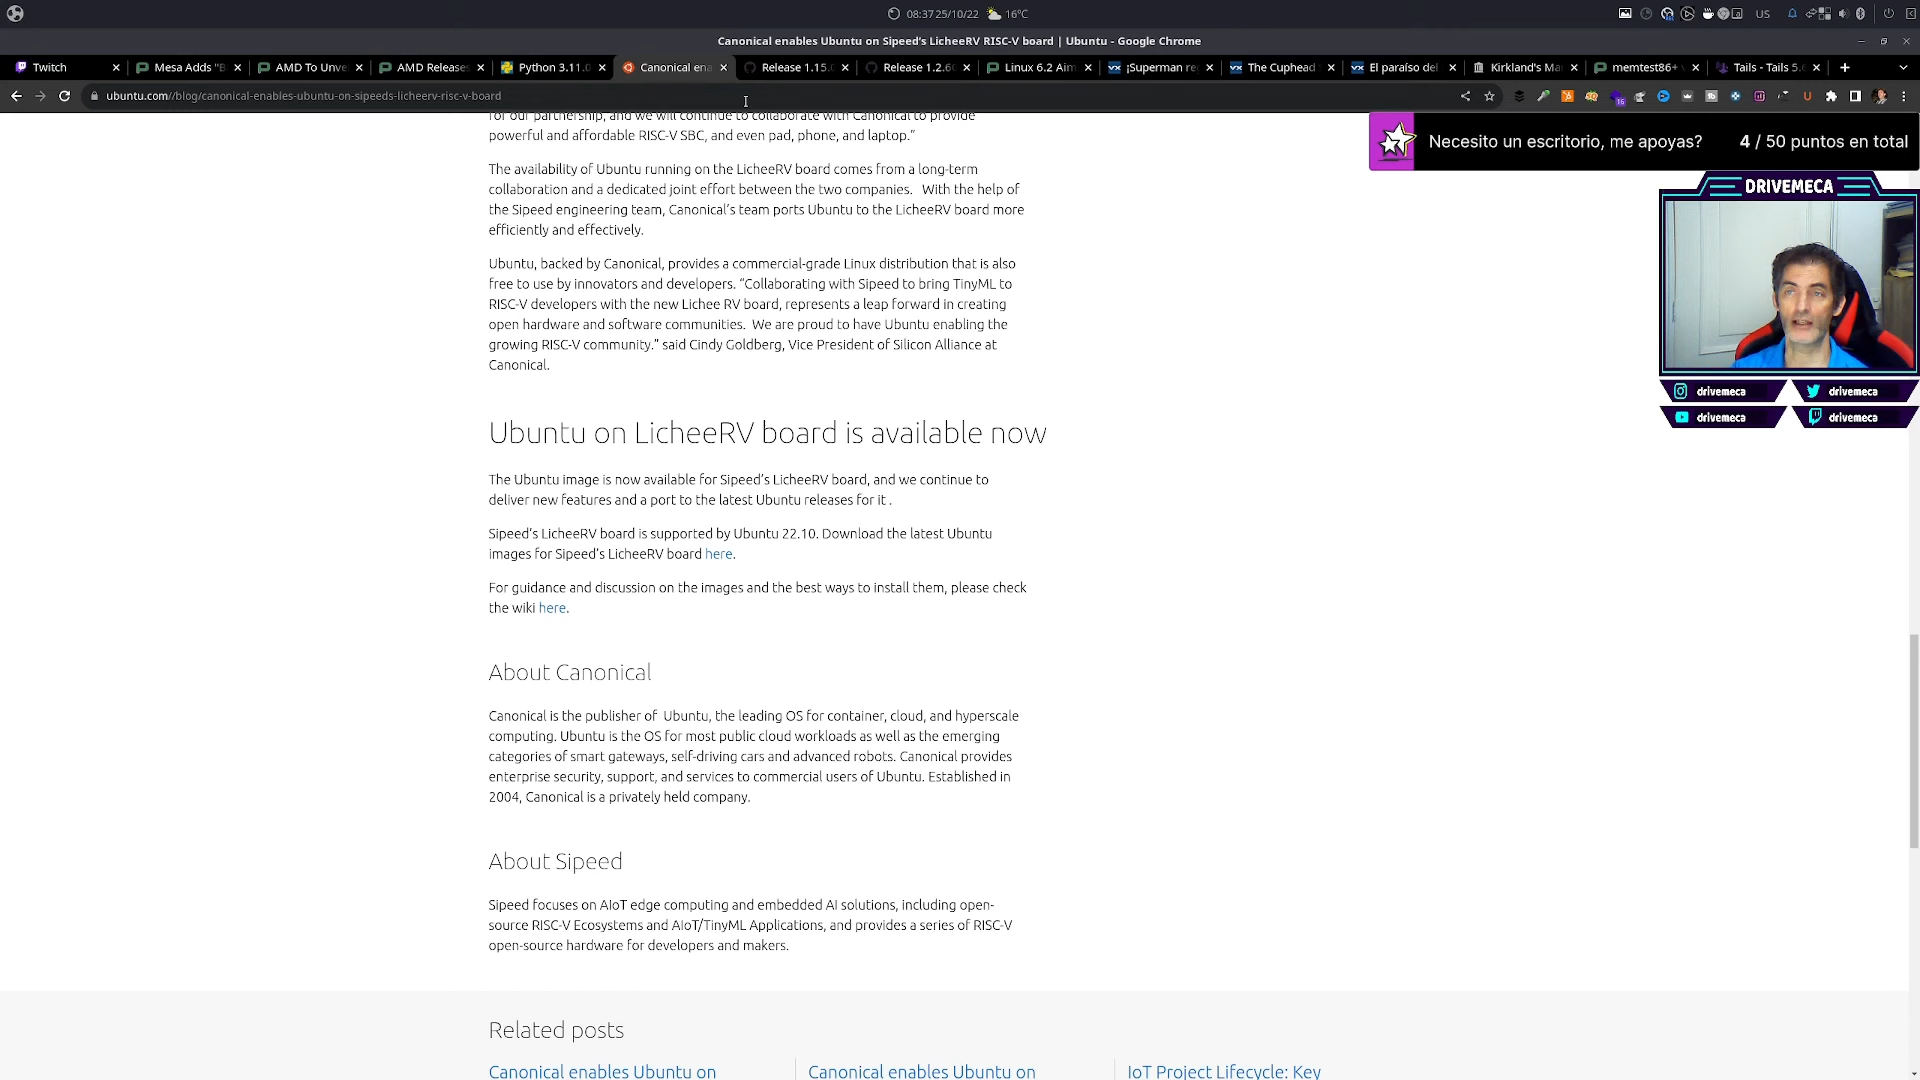 08:37 25/10/22 16°C
US
Canonical enables Ubuntu on Sipeed's LicheeRV RISC-V board | Ubuntu - Google Chrome
Twitch
Mesa Adds "B
AMD To Unve
AMD Releases
Python 3.11.0
Canonical ena
Release 1.15.0
Release 1.2.6
Linux 6.2 Aim
¡Superman re
The Cuphead
El paraíso del
Kirkland's Ma
memtest86+
Tails - Tails 5.
ubuntu.com//blog/canonical-enables-ubuntu-on-sipeeds-licheerv-risc-v-board
16
for our partnership, and we will continue to collaborate with Canonical to provide
powerful and affordable RISC-V SBC, and even pad, phone, and laptop.”
The availability of Ubuntu running on the LicheeRV board comes from a long-term
collaboration and a dedicated joint effort between the two companies. With the help of
the Sipeed engineering team, Canonical’s team ports Ubuntu to the LicheeRV board more
efficiently and effectively.
Ubuntu, backed by Canonical, provides a commercial-grade Linux distribution that is also
free to use by innovators and developers. “Collaborating with Sipeed to bring TinyML to
RISC-V developers with the new Lichee RV board, represents a leap forward in creating
open hardware and software communities. We are proud to have Ubuntu enabling the
growing RISC-V community.” said Cindy Goldberg, Vice President of Silicon Alliance at
Canonical.
Ubuntu on LicheeRV board is available now
The Ubuntu image is now available for Sipeed’s LicheeRV board, and we continue to
deliver new features and a port to the latest Ubuntu releases for it .
Sipeed’s LicheeRV board is supported by Ubuntu 22.10. Download the latest Ubuntu
images for Sipeed’s LicheeRV board here.
For guidance and discussion on the images and the best ways to install them, please check
the wiki here.
About Canonical
Canonical is the publisher of Ubuntu, the leading OS for container, cloud, and hyperscale
computing. Ubuntu is the OS for most public cloud workloads as well as the emerging
categories of smart gateways, self-driving cars and advanced robots. Canonical provides
enterprise security, support, and services to commercial users of Ubuntu. Established in
2004, Canonical is a privately held company.
About Sipeed
Sipeed focuses on AIoT edge computing and embedded AI solutions, including open-
source RISC-V Ecosystems and AIoT/TinyML Applications, and provides a series of RISC-V
open-source hardware for developers and makers.
Related posts
Canonical enables Ubuntu on
Canonical enables Ubuntu on
IoT Project Lifecycle: Key
Necesito un escritorio, me apoyas? 4 / 50 puntos en total
DRIVEMECA
drivemeca
drivemeca
drivemeca
drivemeca